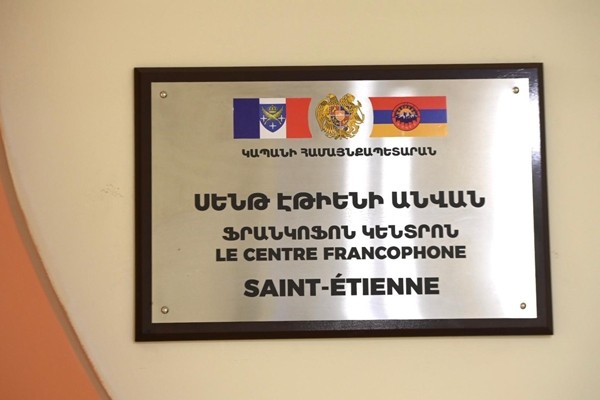 ԿԱՊԱՆԻ ՀԱՄԱՅՆՔԱՊԵՏԱՐԱՆ
ՍԵՆԹ ԷԹԻԵՆԻ ԱՆՎԱՆ
ՖՐԱՆԿՈՖՈՆ ԿԵՆՏՐՈՆ
LE CENTRE FRANCOPHONE
SAINT-ÉTIENNE